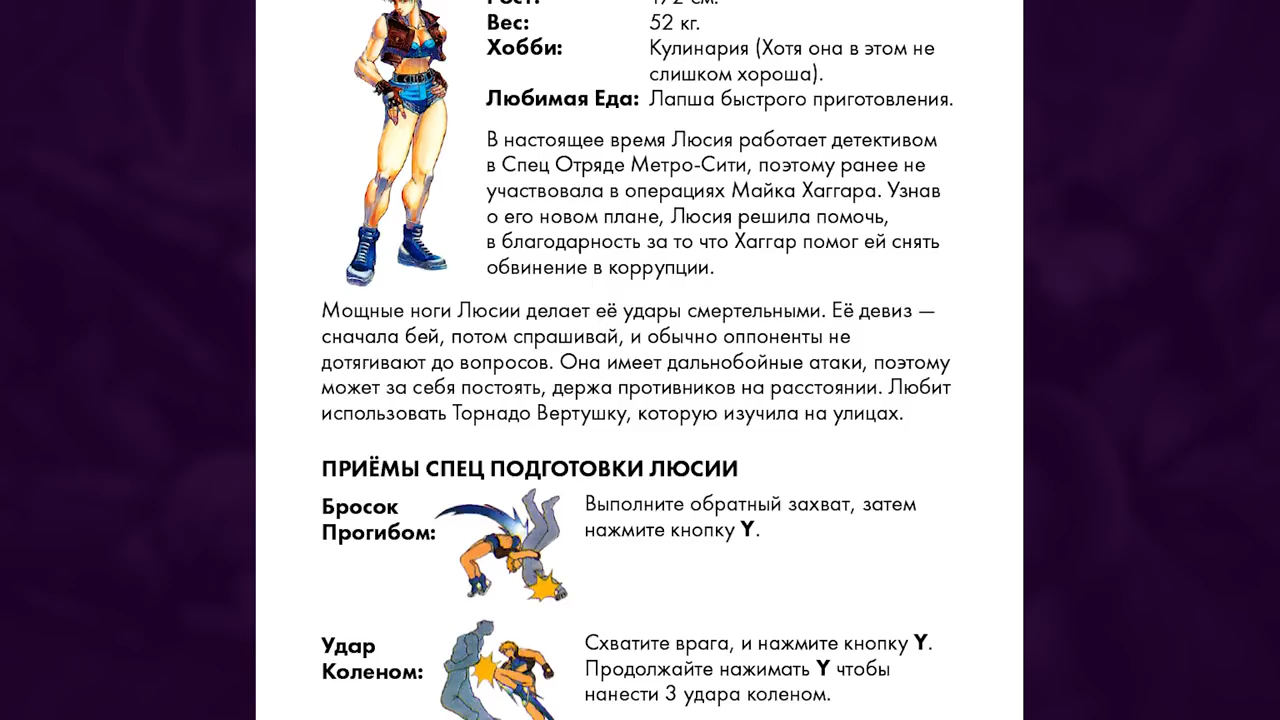 Вес: 52 кг.
Хобби: Кулинария (Хотя она в этом не
слишком хороша).
Любимая Еда: Лапша быстрого приготовления.
В настоящее время Люсия работает детективом
в Спец Отряде Метро-Сити, поэтому ранее не
участвовала в операциях Майка Хаггара. Узнав
о его новом плане, Люсия решила помочь,
в благодарность за то что Хаггар помог ей снять
обвинение в коррупции.
Мощные ноги Люсии делает её удары смертельными. Её девиз —
сначала бей, потом спрашивай, и обычно оппоненты не
дотягивают до вопросов. Она имеет дальнобойные атаки, поэтому
может за себя постоять, держа противников на расстоянии. Любит
использовать Торнадо Вертушку, которую изучила на улицах.
ПРИЁМЫ СПЕЦ ПОДГОТОВКИ ЛЮСИИ
Бросок
Прогибом:
Выполните обратный захват, затем
нажмите кнопку Y.
Удар
Коленом:
Схватите врага, и нажмите кнопку Y.
Продолжайте нажимать Y чтобы
нанести 3 удара коленом.